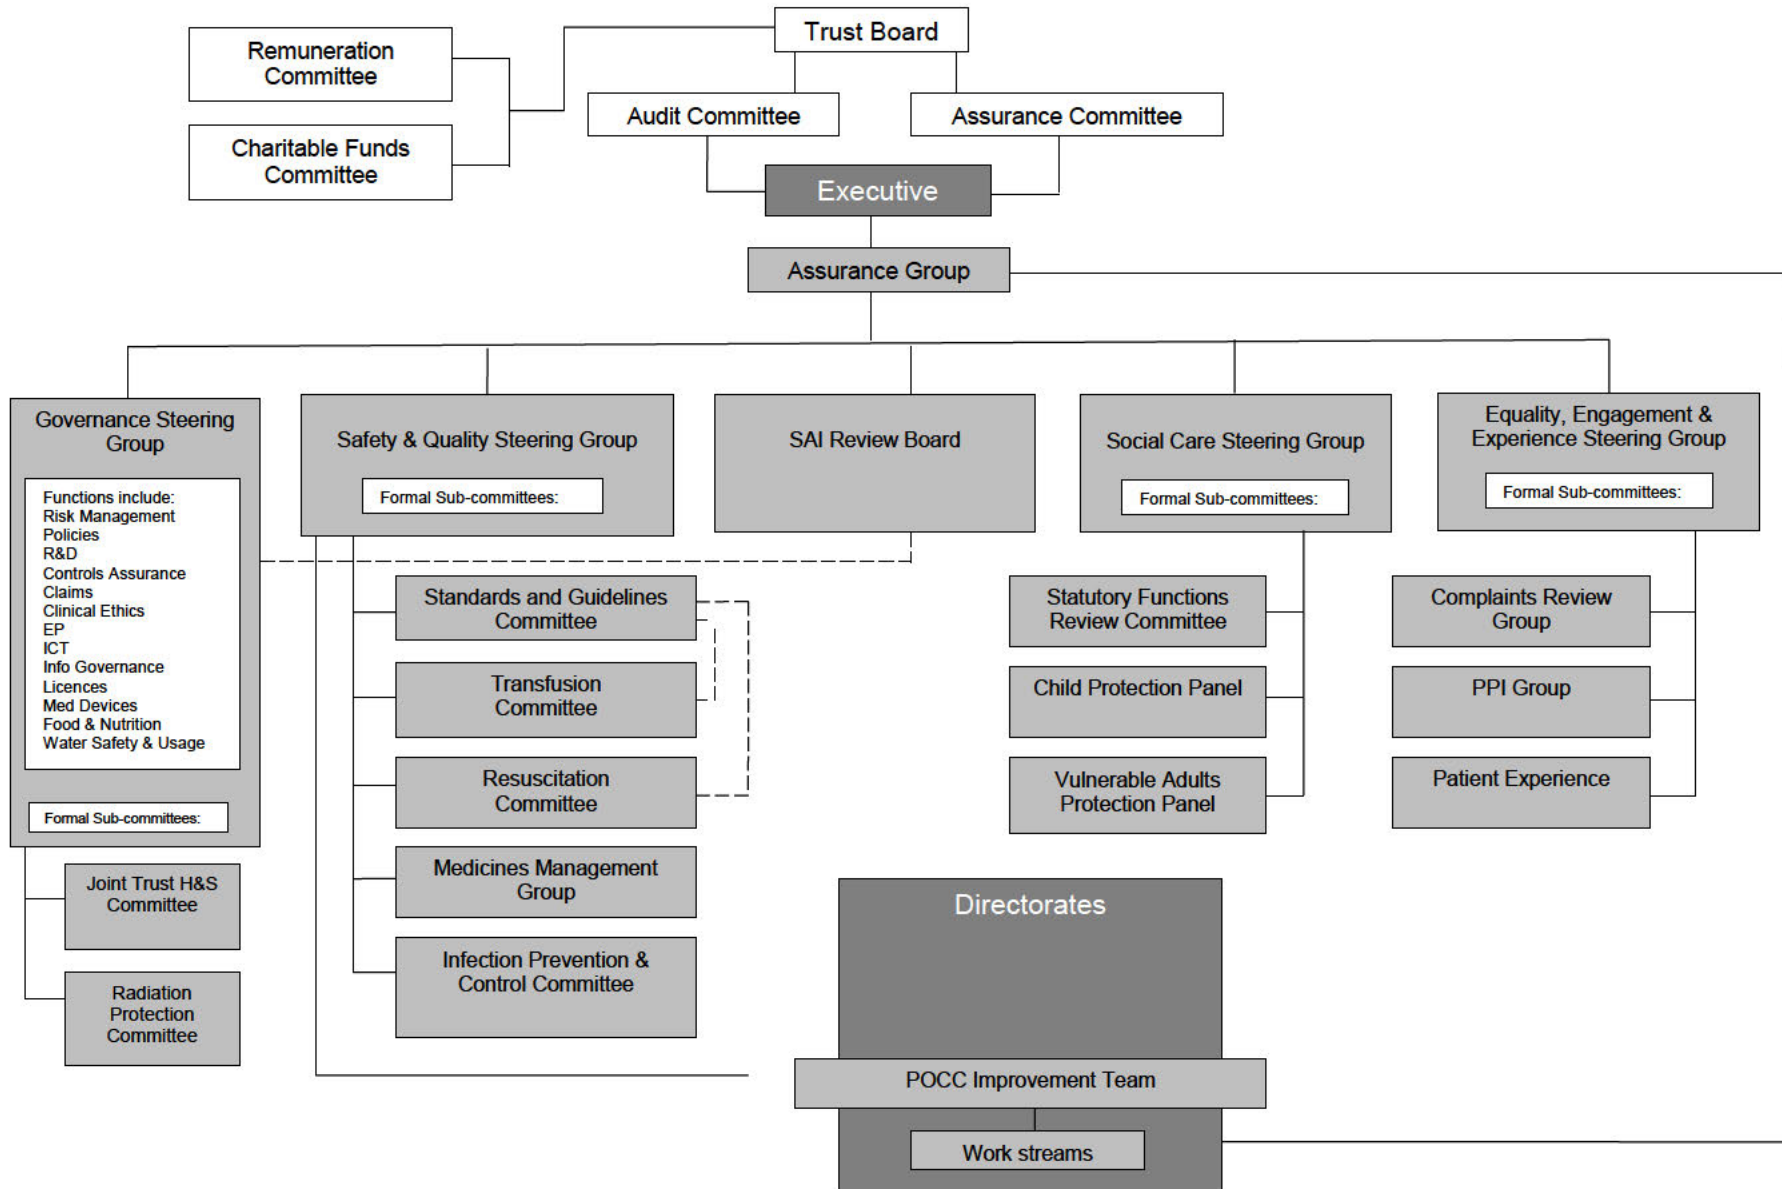 Trust Board
Remuneration
Committee
Charitable Funds
Committee
Audit Committee
Assurance Committee
Executive
Assurance Group
Governance Steering
Group
Functions include:
Risk Management
Policies
R&D
Controls Assurance
Claims
Clinical Ethics
EP
ICT
Info Governance
Licences
Med Devices
Food & Nutrition
Water Safety & Usage
Formal Sub-committees:
Joint Trust H&S
Committee
Radiation
Protection
Committee
Safety & Quality Steering Group
Formal Sub-committees:
Standards and Guidelines
Committee
Transfusion
Committee
Resuscitation
Committee
Medicines Management
Group
Infection Prevention &
Control Committee
SAI Review Board
Social Care Steering Group
Formal Sub-committees:
Statutory Functions
Review Committee
Child Protection Panel
Vulnerable Adults
Protection Panel
Equality, Engagement &
Experience Steering Group
Formal Sub-committees:
Complaints Review
Group
PPI Group
Patient Experience
Directorates
POCC Improvement Team
Work streams